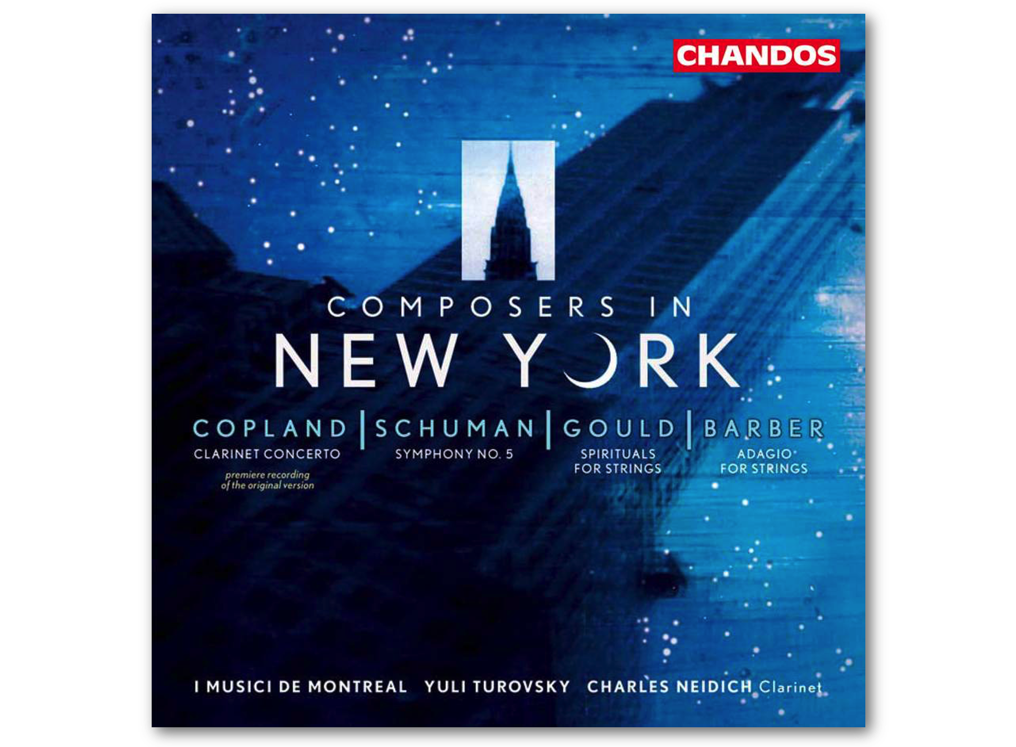 CHANDOS
COMPOSERS IN
NEW YORK
COPLAND | SCHUMAN | GOULD | BARBER
CLARINET CONCERTO
premiere recording
of the original version
SYMPHONY NO. 5
SPIRITUALS
FOR STRINGS
ADAGIO
FOR STRINGS
I MUSICI DE MONTREAL YULI TUROVSKY CHARLES NEIDICH Clarinet